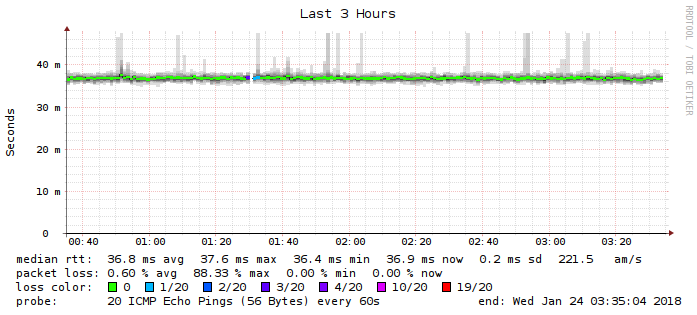 Last 3 Hours
RRDTOOL / TOBI OETIKER
Seconds
40 m
30 m
20 m
10 m
0
00:40 01:00 01:20 01:40 02:00 02:20 02:40 03:00 03:20
median rtt: 36.8 ms avg 37.6 ms max 36.4 ms min 36.9 ms now 0.2 ms sd 221.5 am/s
packet loss: 0.60 % avg 88.33 % max 0.00 % min 0.00 % now
loss color: 0 1/20 2/20 3/20 4/20 10/20 19/20
probe: 20 ICMP Echo Pings (56 Bytes) every 60s end: Wed Jan 24 03:35:04 2018